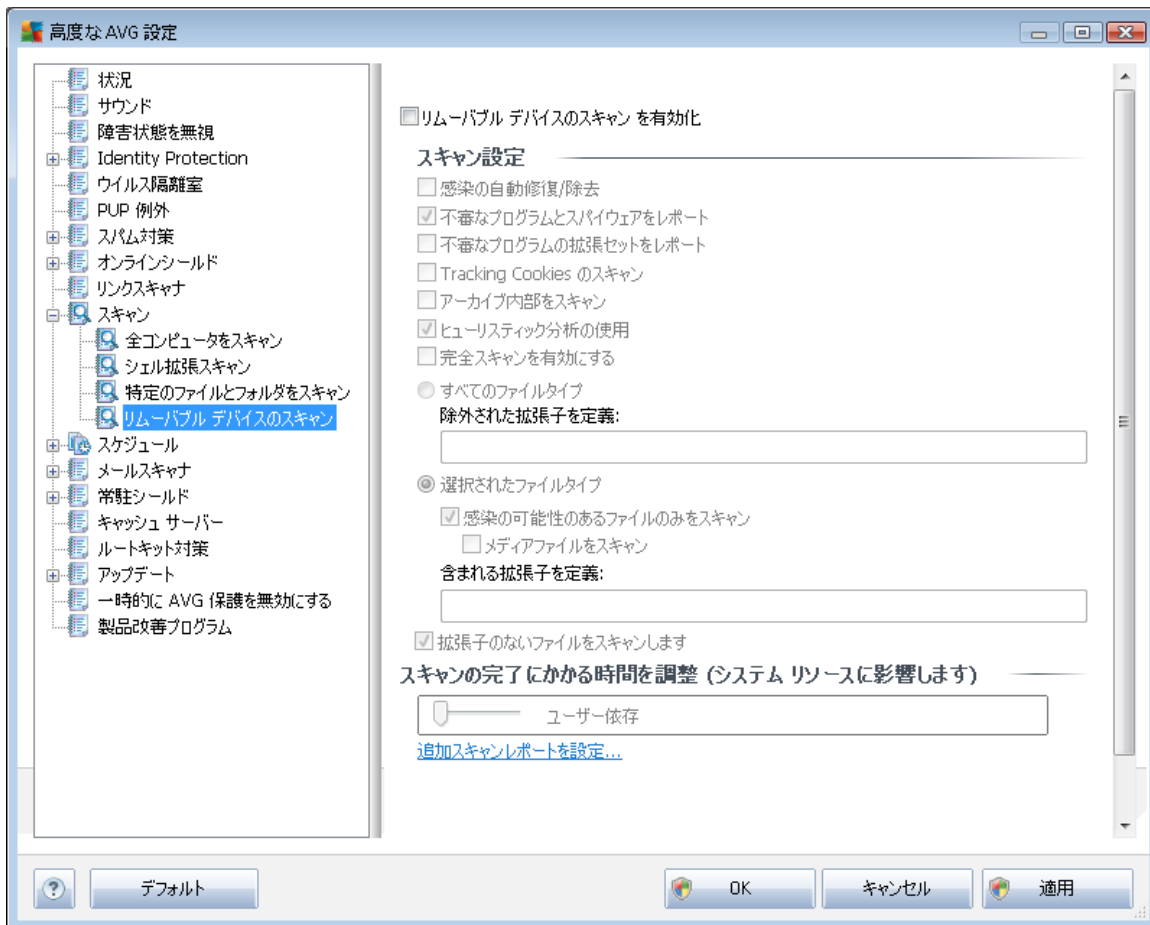 高度な AVG 設定
状況
サウンド
障害状態を無視
Identity Protection
ウイルス隔離室
PUP 例外
スパム対策
オンラインシールド
リンクスキャナ
スキャン
全コンピュータをスキャン
シェル拡張スキャン
特定のファイルとフォルダをスキャン
リムーバブル デバイスのスキャン
スケジュール
メールスキャナ
常駐シールド
キャッシュ サーバー
ルートキット対策
アップデート
一時的に AVG 保護を無効にする
製品改善プログラム
リムーバブル デバイスのスキャン を有効化
スキャン設定
感染の自動修復/除去
不審なプログラムとスパイウェアをレポート
不審なプログラムの拡張セットをレポート
Tracking Cookies のスキャン
アーカイブ内部をスキャン
ヒューリスティック分析の使用
完全スキャンを有効にする
すべてのファイルタイプ
除外された拡張子を定義:
選択されたファイルタイプ
感染の可能性のあるファイルのみをスキャン
メディアファイルをスキャン
含まれる拡張子を定義:
拡張子のないファイルをスキャンします
スキャンの完了にかかる時間を調整 (システム リソースに影響します)
ユーザー依存
追加スキャンレポートを設定...
?
デフォルト
OK
キャンセル
適用